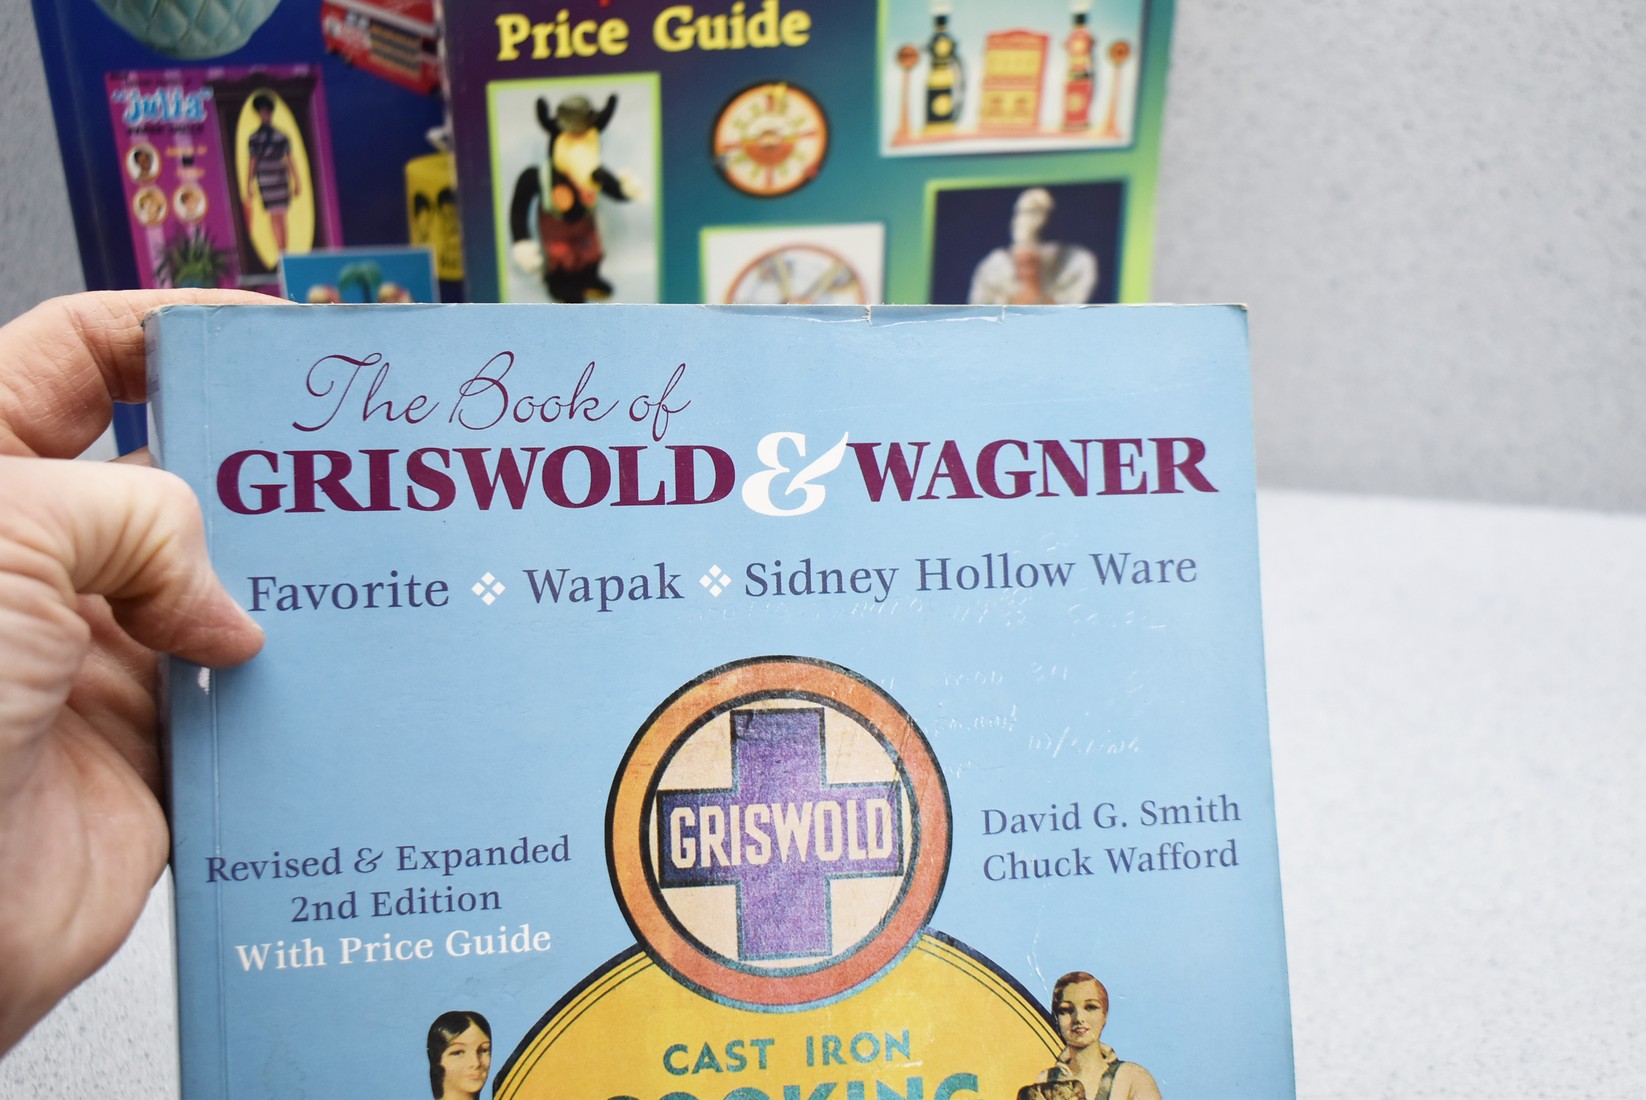 Price Guide
"Julia"
The Book of
GRISWOLD & WAGNER
Favorite ❖ Wapak ❖ Sidney Hollow Ware
GRISWOLD
David G. Smith
Chuck Wafford
Revised & Expanded
2nd Edition
With Price Guide
CAST IRON
COOKING